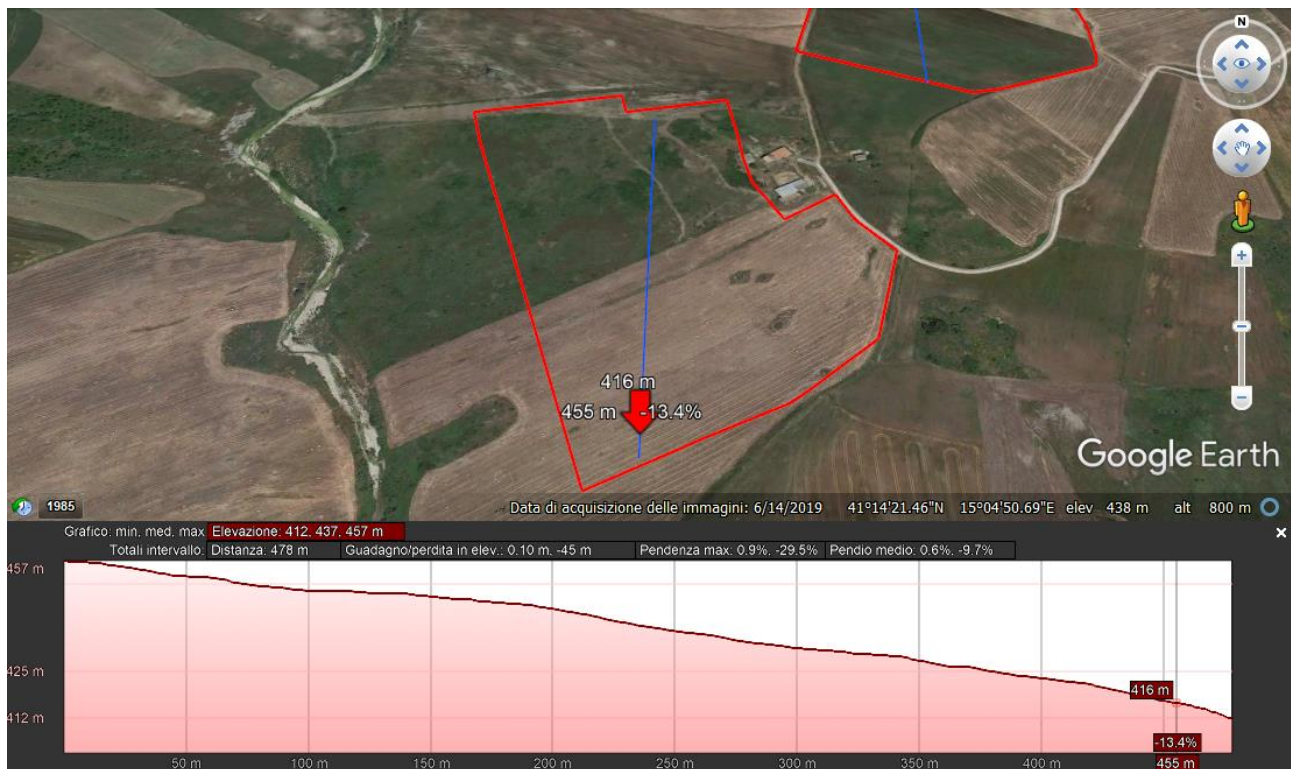 N
416 m
455 m -13.4%
Google Earth
1985
Data di acquisizione delle immagini: 6/14/2019 41°14'21.46"N 15°04'50.69"E elev 438 m alt 800 m
Grafico: min, med, max Elevazione: 412, 437, 457 m
Totali intervallo: Distanza: 478 m Guadagno/perdita in elev.: 0.10 m, -45 m Pendenza max: 0.9%, -29.5% Pendio medio: 0.6%, -9.7%
457 m
425 m
416 m
412 m
-13.4%
50 m 100 m 150 m 200 m 250 m 300 m 350 m 400 m 455 m